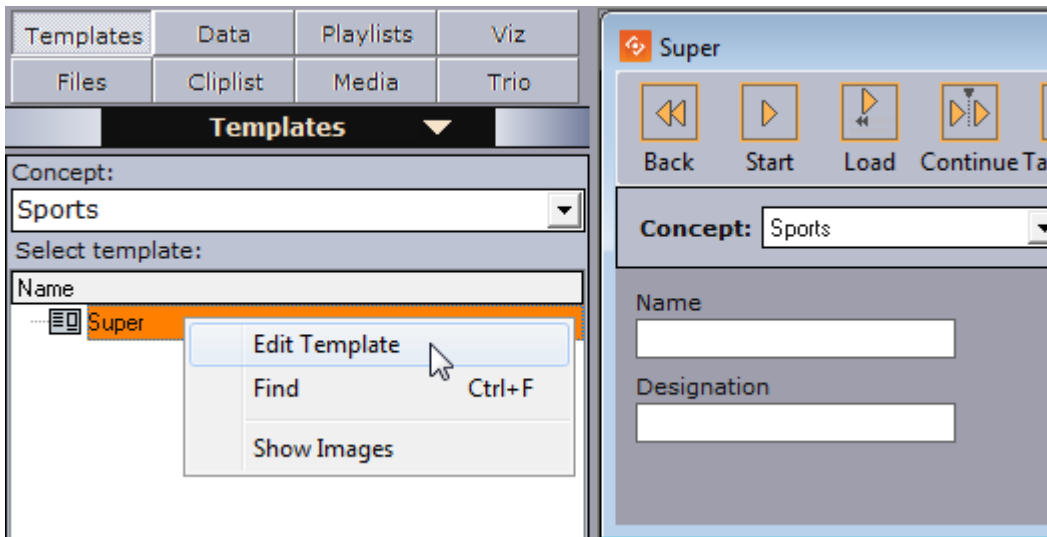 Templates Data Playlists Viz
Files Cliplist Media Trio
Templates
Concept:
Sports
Select template:
Name
Super
Edit Template
Find Ctrl+F
Show Images
Super
Back Start Load Continue Ta
Concept: Sports
Name
Designation